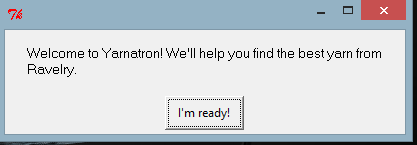 Welcome to Yarnatron! We'll help you find the best yarn from
Ravelry.
I'm ready!